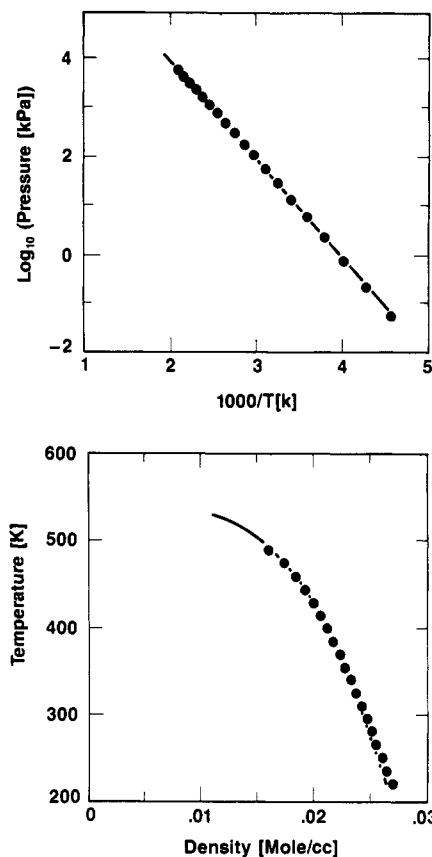 4
2
0
−2
Log₁₀ (Pressure [kPa])
1 2 3 4 5
1000/T[k]
600
500
400
300
200
Temperature [K]
0 .01 .02 .03
Density [Mole/cc]